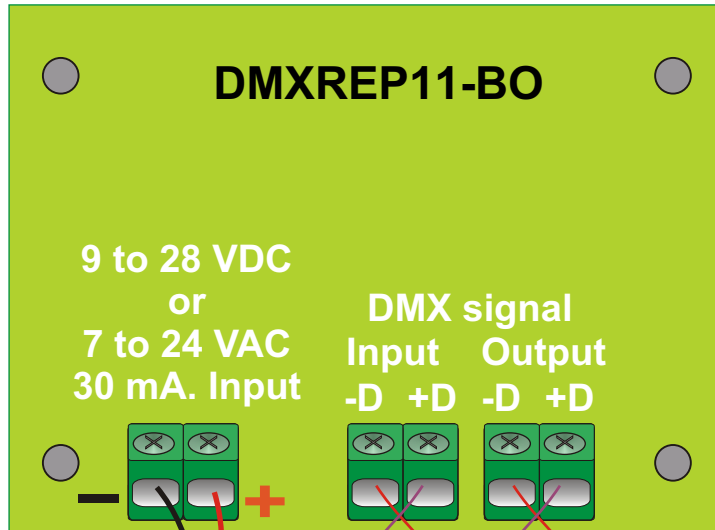 DMXREP11-BO
9 to 28 VDC
or
7 to 24 VAC
30 mA. Input
DMX signal
Input Output
-D +D -D +D
- +